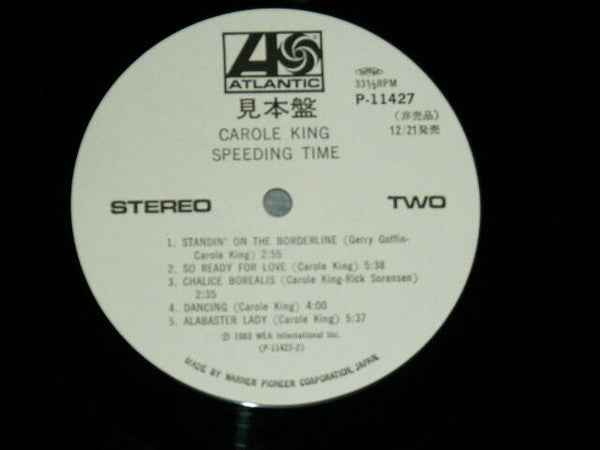 ATLANTIC
33⅓RPM
P-11427
見本盤
(非売品)
12/21発売
CAROLE KING
SPEEDING TIME
STEREO
TWO
1. STANDIN' ON THE BORDERLINE (Gerry Goffin-
Carole King) 2:55
2. SO READY FOR LOVE (Carole King) 5:38
3. CHALICE BOREALIS (Carole King-Rick Sorensen)
2:35
4. DANCING (Carole King) 4:00
5. ALABASTER LADY (Carole King) 5:37
Ⓟ 1983 WEA International Inc.
(P-11427-2)
MADE BY WARNER PIONEER CORPORATION, JAPAN.